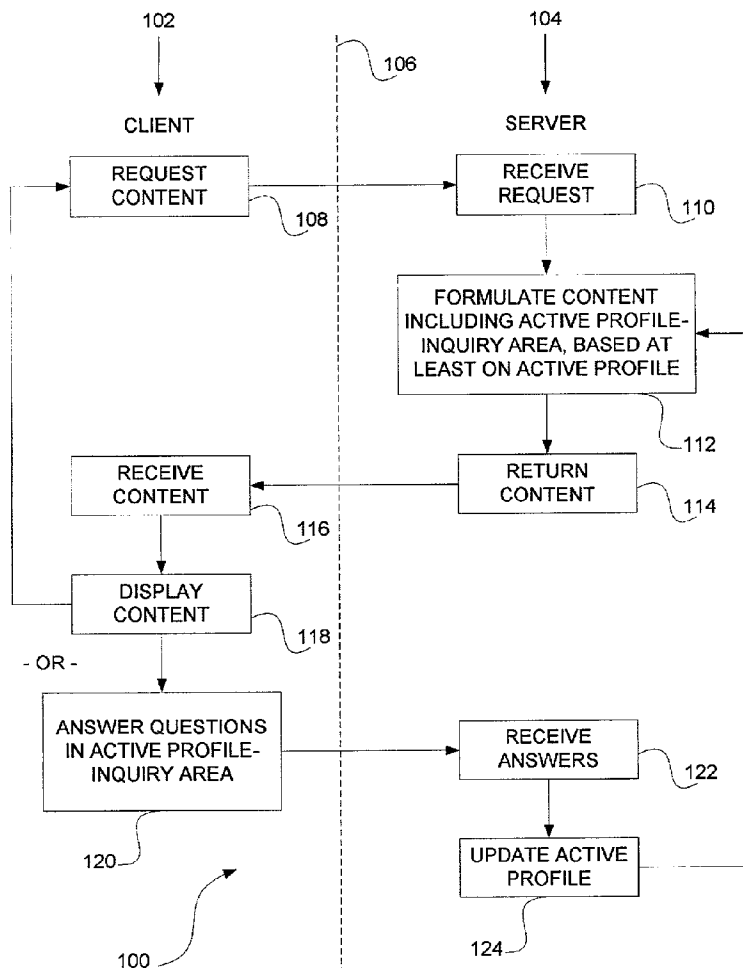 102
104
106
CLIENT
SERVER
REQUEST
CONTENT
108
RECEIVE
REQUEST
110
FORMULATE CONTENT
INCLUDING ACTIVE PROFILE-
INQUIRY AREA, BASED AT
LEAST ON ACTIVE PROFILE
112
RECEIVE
CONTENT
116
RETURN
CONTENT
114
DISPLAY
CONTENT
118
- OR -
ANSWER QUESTIONS
IN ACTIVE PROFILE-
INQUIRY AREA
120
RECEIVE
ANSWERS
122
UPDATE ACTIVE
PROFILE
124
100